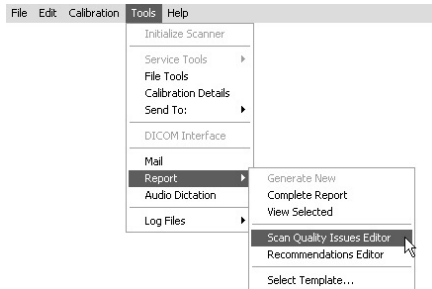 File Edit Calibration Tools Help
Initialize Scanner
Service Tools
File Tools
Calibration Details
Send To:
DICOM Interface
Mail
Report
Audio Dictation
Log Files
Generate New
Complete Report
View Selected
Scan Quality Issues Editor
Recommendations Editor
Select Template...